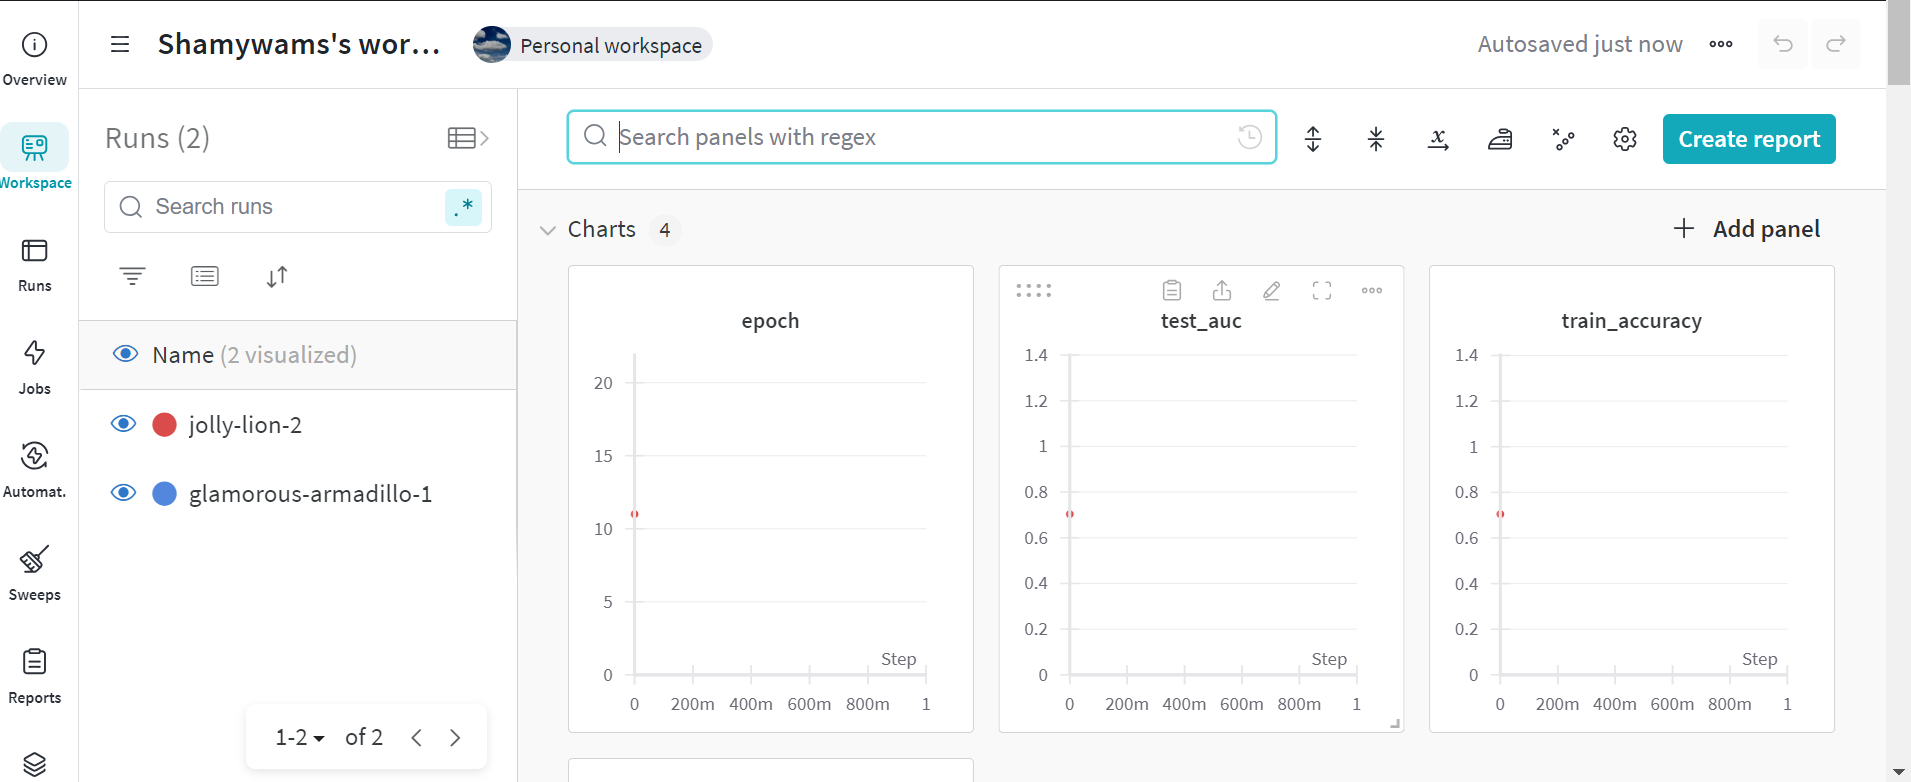 Overview
Workspace
Runs
Jobs
Automat.
Sweeps
Reports
Shamywams's wor...
Personal workspace
Autosaved just now
Runs (2)
Search runs
.*
Name (2 visualized)
jolly-lion-2
glamorous-armadillo-1
1-2 of 2
Search panels with regex
Create report
Charts 4
Add panel
epoch
20
15
10
5
0
Step
0 200m 400m 600m 800m 1
test_auc
1.4
1.2
1
0.8
0.6
0.4
0.2
0
Step
0 200m 400m 600m 800m 1
train_accuracy
1.4
1.2
1
0.8
0.6
0.4
0.2
0
Step
0 200m 400m 600m 800m 1